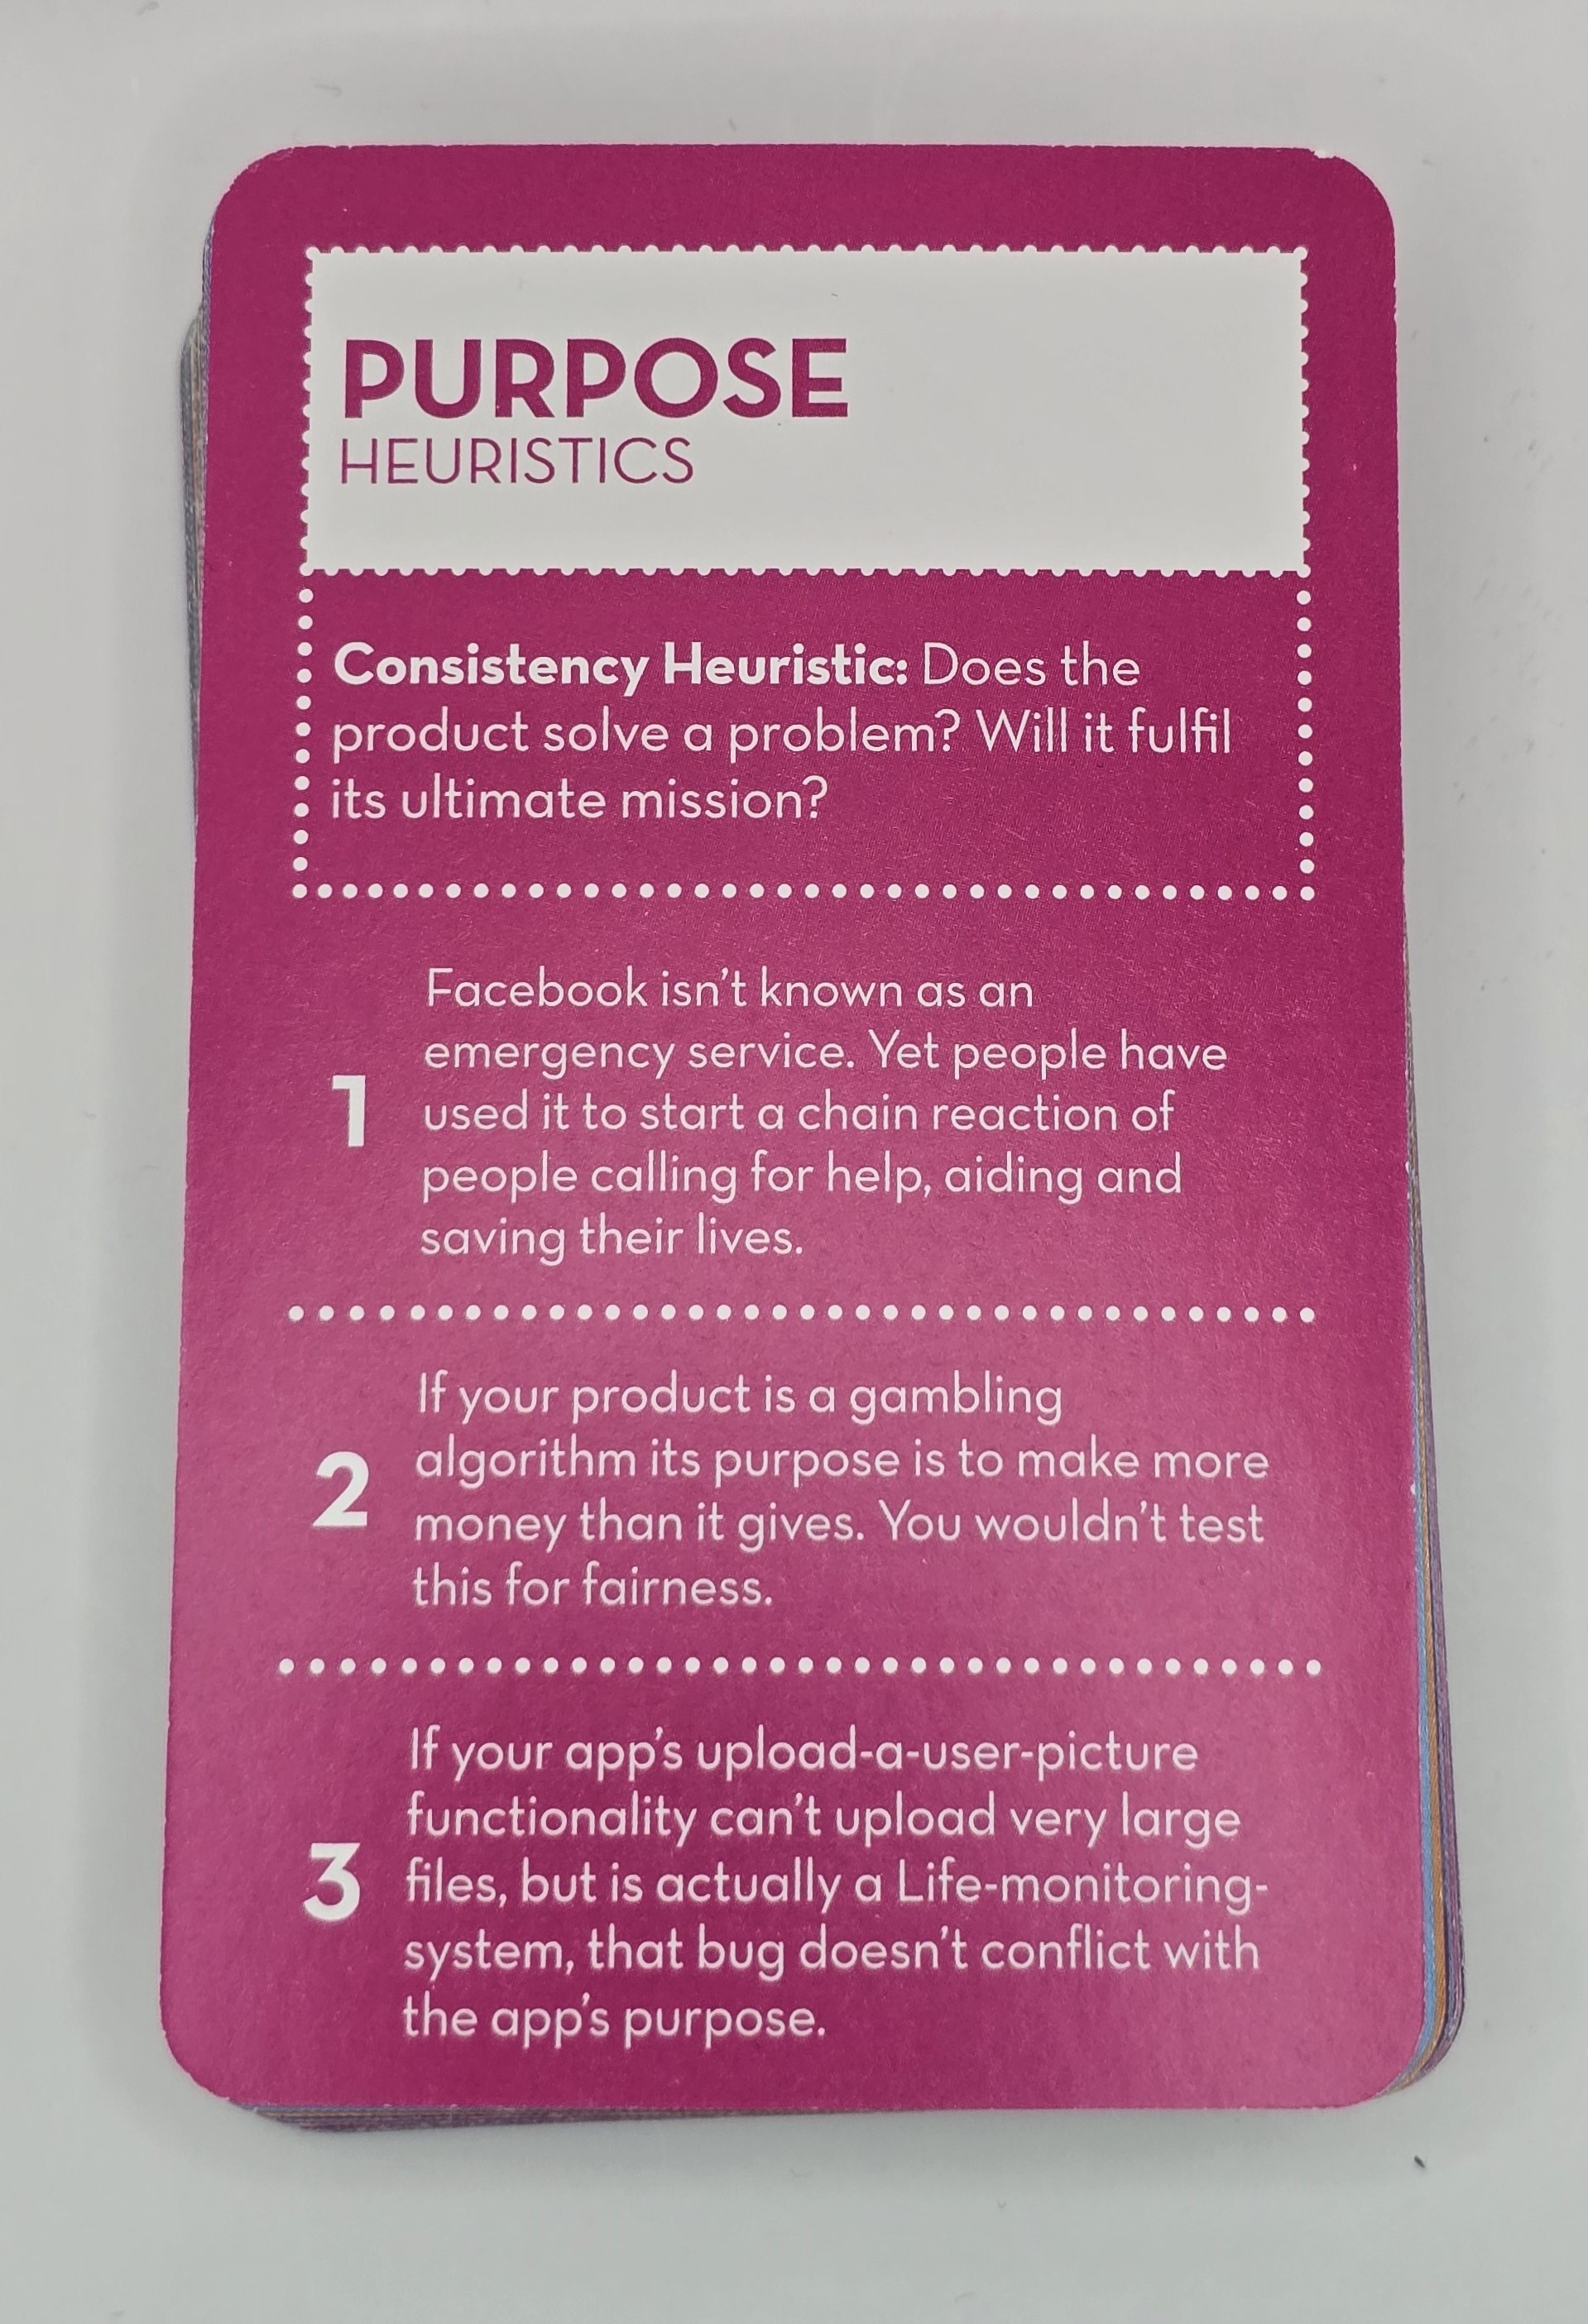 PURPOSE
HEURISTICS
Consistency Heuristic: Does the
product solve a problem? Will it fulfil
its ultimate mission?
1
Facebook isn't known as an
emergency service. Yet people have
used it to start a chain reaction of
people calling for help, aiding and
saving their lives.
2
If your product is a gambling
algorithm its purpose is to make more
money than it gives. You wouldn't test
this for fairness.
3
If your app's upload-a-user-picture
functionality can't upload very large
files, but is actually a Life-monitoring-
system, that bug doesn't conflict with
the app's purpose.